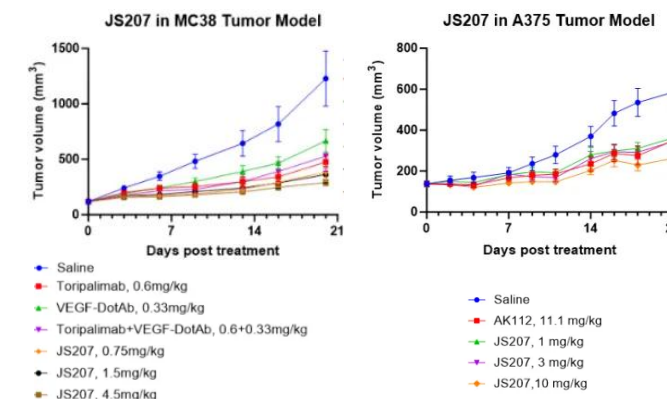 JS207 in MC38 Tumor Model
Tumor volume (mm3)
1500
1000
500
0
0 7 14 21
Days post treatment
Saline
Toripalimab, 0.6mg/kg
VEGF-DotAb, 0.33mg/kg
Toripalimab+VEGF-DotAb, 0.6+0.33mg/kg
JS207, 0.75mg/kg
JS207, 1.5mg/kg
JS207, 4.5mg/kg
JS207 in A375 Tumor Model
Tumor volume (mm3)
800
600
400
200
0
0 7 14
Days post treatment
Saline
AK112, 11.1 mg/kg
JS207, 1 mg/kg
JS207, 3 mg/kg
JS207,10 mg/kg